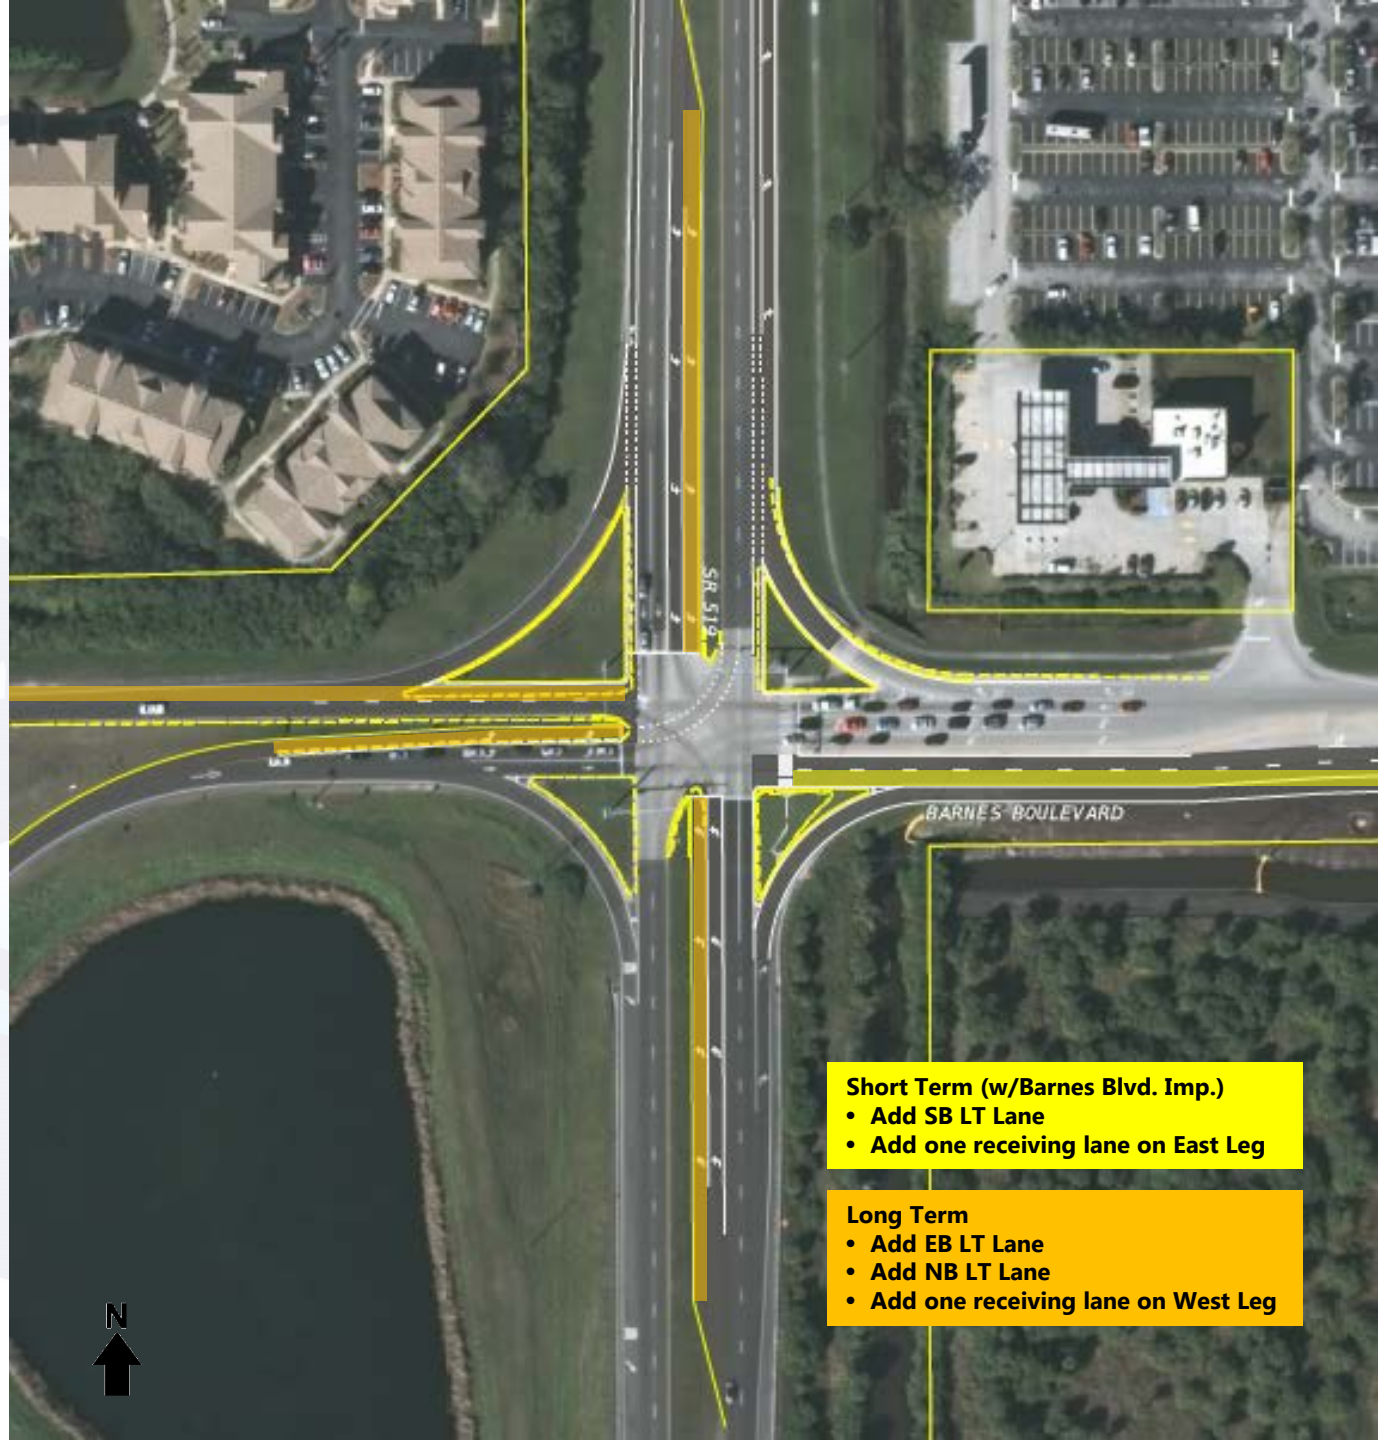 SR 519
BARNES BOULEVARD
Short Term (w/Barnes Blvd. Imp.)
• Add SB LT Lane
• Add one receiving lane on East Leg
Long Term
• Add EB LT Lane
• Add NB LT Lane
• Add one receiving lane on West Leg
N